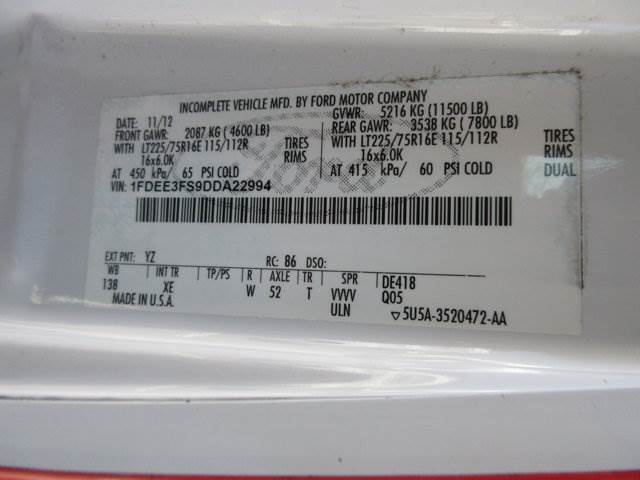 INCOMPLETE VEHICLE MFD. BY FORD MOTOR COMPANY
DATE: 11/12 GVWR: 5216 KG (11500 LB)
FRONT GAWR: 2087 KG ( 4600 LB) REAR GAWR: 3538 KG ( 7800 LB)
WITH LT225/75R16E 115/112R TIRES WITH LT225/75R16E 115/112R TIRES
16x6.0K RIMS 16x6.0K RIMS
AT 450 kPa/ 65 PSI COLD AT 415 kPa/ 60 PSI COLD DUAL
VIN: 1FDEE3FS9DDA22994
Ford
EXT PNT: YZ RC: 86 DSO:
WB INT TR TP/PS R AXLE TR SPR DE418
138 XE W 52 T VVVV Q05
MADE IN U.S.A. ULN ▽5U5A-3520472-AA